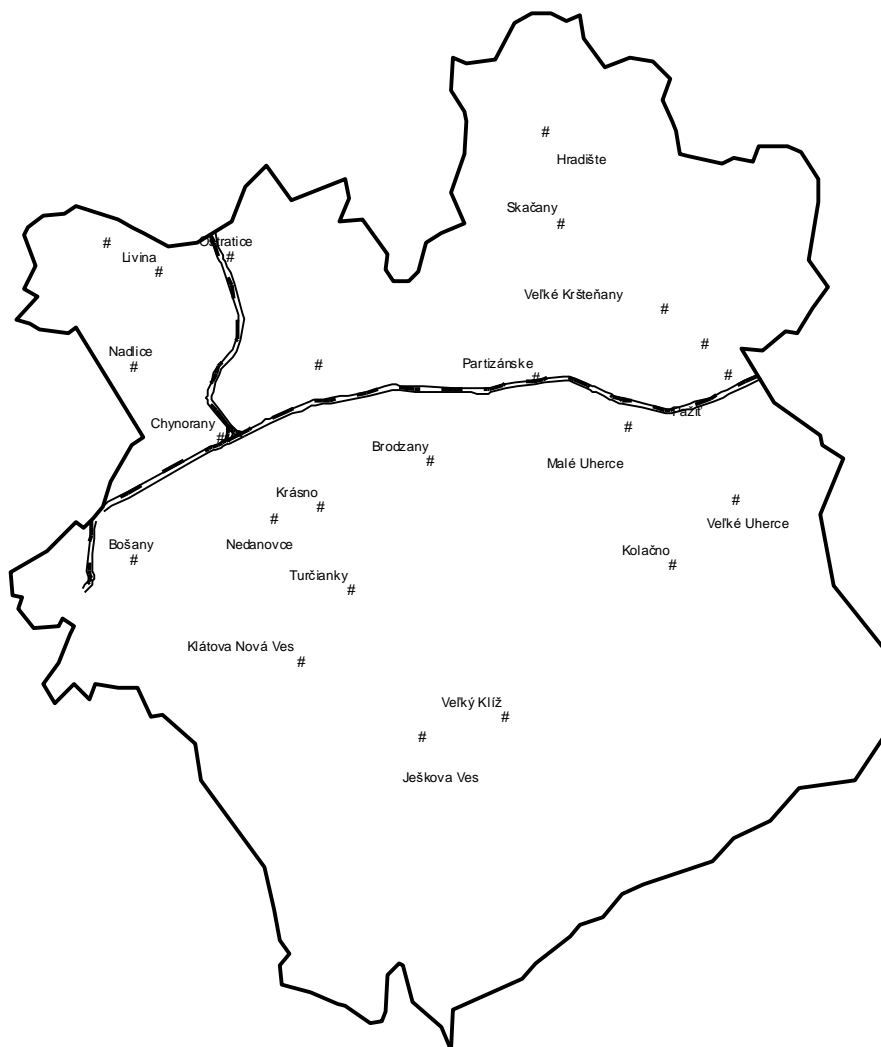 Hradište
Skačany
Ostratice
Livina
Veľké Kršteňany
Nadlice
Partizánske
Pažiť
Chynorany
Brodzany
Malé Uherce
Krásno
Veľké Uherce
Nedanovce
Bošany
Kolačno
Turčianky
Klátova Nová Ves
Veľký Klíž
Ješkova Ves